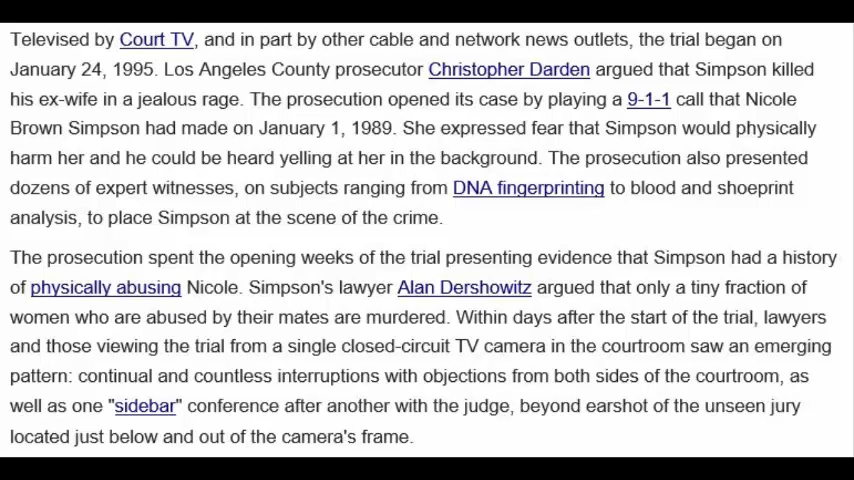 Televised by Court TV, and in part by other cable and network news outlets, the trial began on
January 24, 1995. Los Angeles County prosecutor Christopher Darden argued that Simpson killed
his ex-wife in a jealous rage. The prosecution opened its case by playing a 9-1-1 call that Nicole
Brown Simpson had made on January 1, 1989. She expressed fear that Simpson would physically
harm her and he could be heard yelling at her in the background. The prosecution also presented
dozens of expert witnesses, on subjects ranging from DNA fingerprinting to blood and shoeprint
analysis, to place Simpson at the scene of the crime.
The prosecution spent the opening weeks of the trial presenting evidence that Simpson had a history
of physically abusing Nicole. Simpson's lawyer Alan Dershowitz argued that only a tiny fraction of
women who are abused by their mates are murdered. Within days after the start of the trial, lawyers
and those viewing the trial from a single closed-circuit TV camera in the courtroom saw an emerging
pattern: continual and countless interruptions with objections from both sides of the courtroom, as
well as one "sidebar" conference after another with the judge, beyond earshot of the unseen jury
located just below and out of the camera's frame.